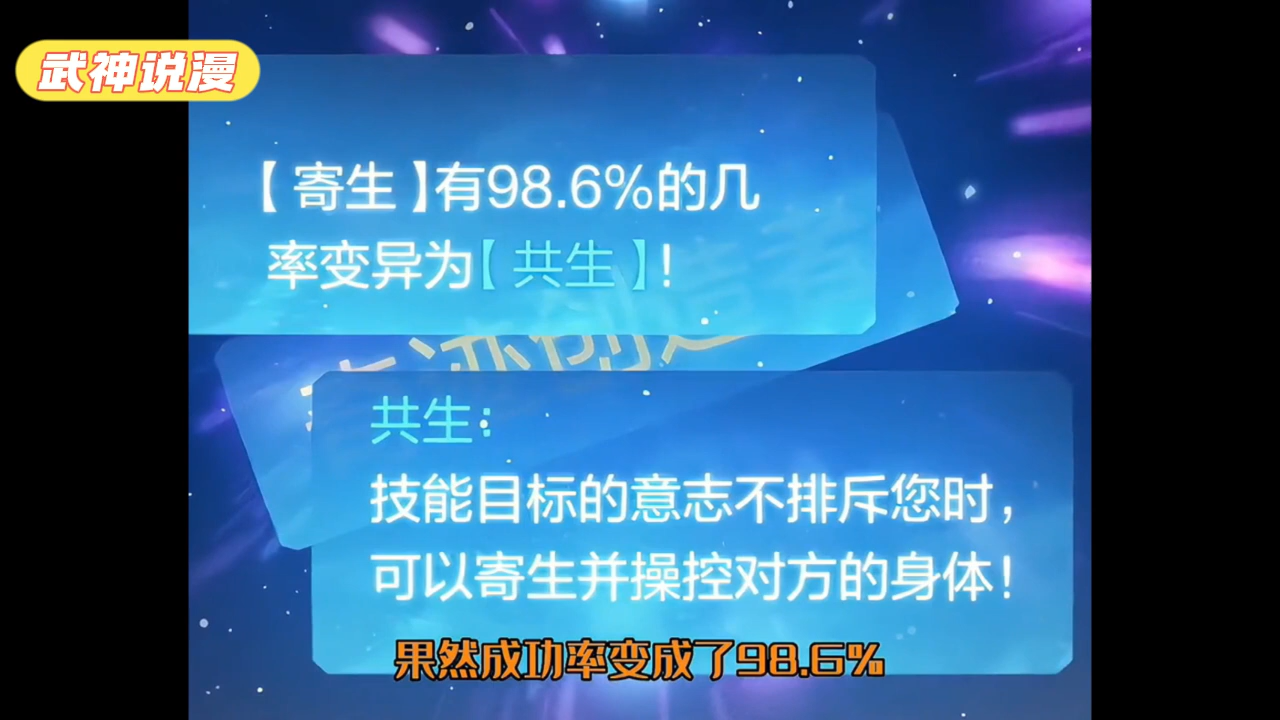 武神说漫
【寄生】有98.6%的几
率变异为【共生】!
共生:
技能目标的意志不排斥您时,
可以寄生并操控对方的身体!
果然成功率变成了98.6%